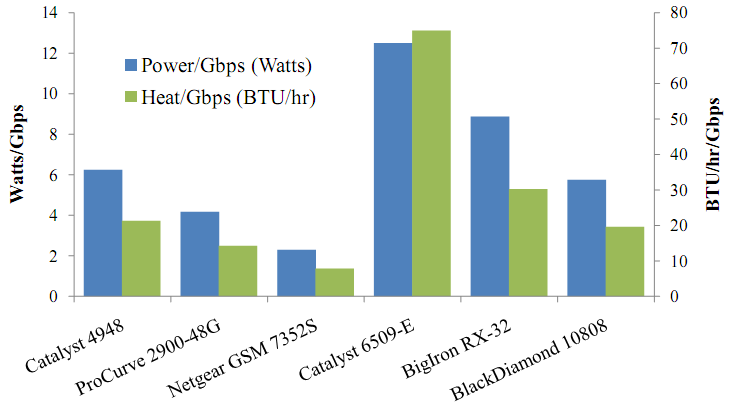 14
12
10
8
6
4
2
0
Watts/Gbps
Power/Gbps (Watts)
Heat/Gbps (BTU/hr)
80
70
60
50
40
30
20
10
0
BTU/hr/Gbps
Catalyst 4948
ProCurve 2900-48G
Netgear GSM 7352S
Catalyst 6509-E
BigIron RX-32
BlackDiamond 10808